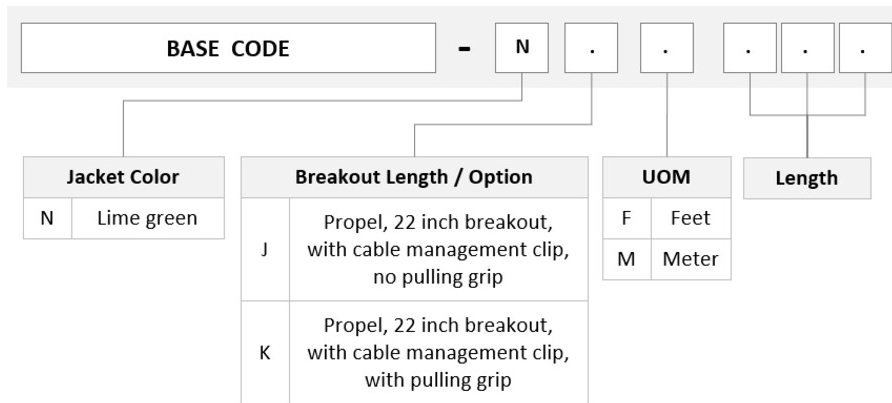 BASE CODE - N . . . . .
Jacket Color
N Lime green
Breakout Length / Option
J Propel, 22 inch breakout,
with cable management clip,
no pulling grip
K Propel, 22 inch breakout,
with cable management clip,
with pulling grip
UOM
F Feet
M Meter
Length